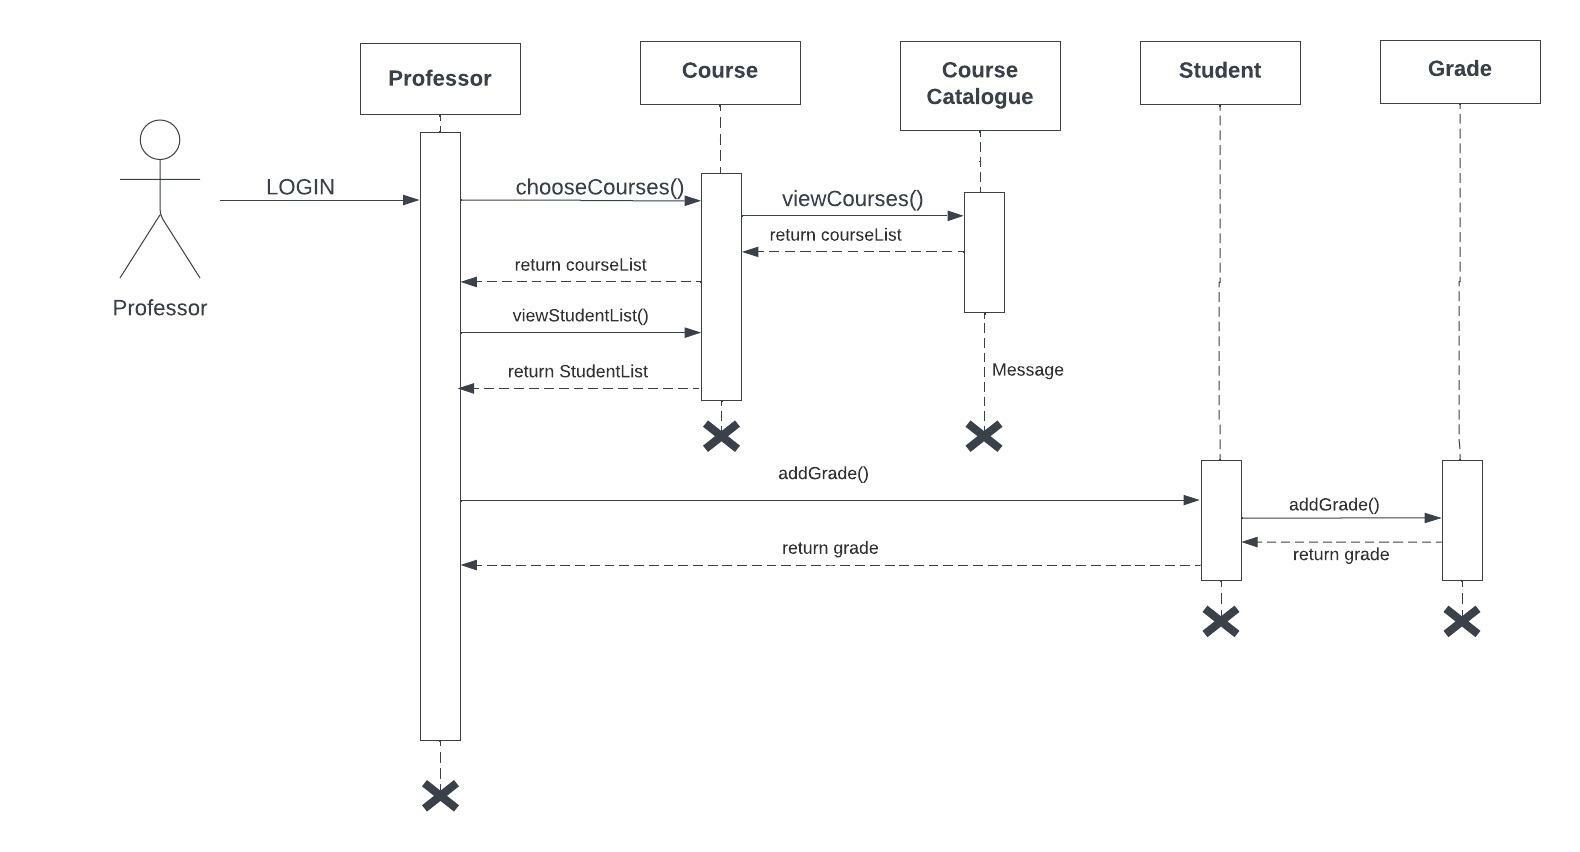 Professor
Course
Course
Catalogue
Student
Grade
LOGIN
chooseCourses()
viewCourses()
return courseList
return courseList
Professor
viewStudentList()
return StudentList
Message
addGrade()
addGrade()
return grade
return grade